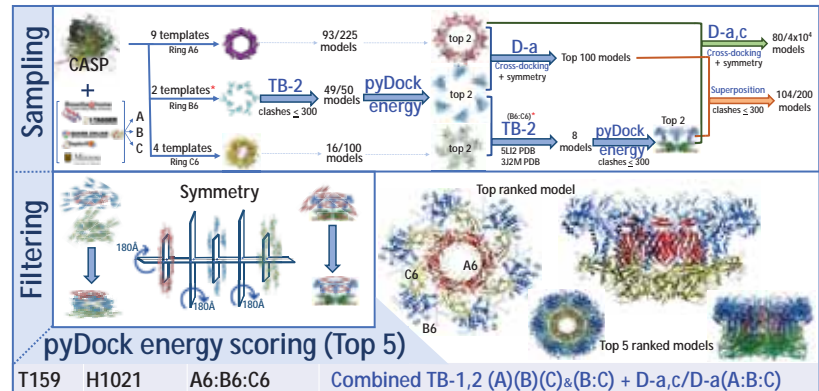 Sampling
CASP
+
A
B
C
9 templates
Ring A6
2 templates*
Ring B6
4 templates
Ring C6
93/225
models
TB-2
clashes ≤ 300
49/50
models
16/100
models
pyDock
energy
top 2
top 2
top 2
D-a
Cross-docking
+ symmetry
Top 100 models
(B6:C6)*
TB-2
5LI2 PDB
3J2M PDB
8
models
pyDock
energy
clashes ≤ 300
Top 2
D-a,c
Cross-docking
+ symmetry
80/4x10⁴
models
Superposition
clashes ≤ 300
104/200
models
Filtering
Symmetry
180Å
180Å
180Å
Top ranked model
A6
C6
B6
Top 5 ranked models
pyDock energy scoring (Top 5)
T159 H1021 A6:B6:C6 Combined TB-1,2 (A)(B)(C)&(B:C) + D-a,c/D-a(A:B:C)